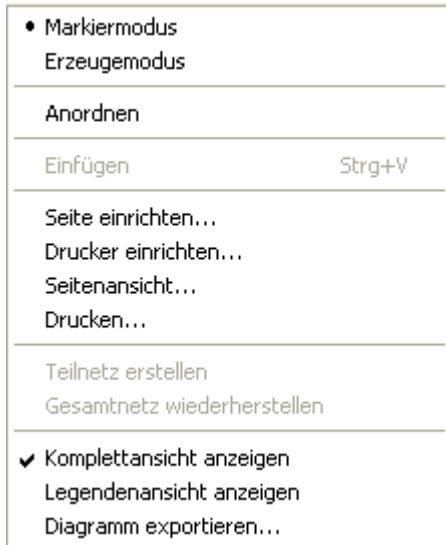 Markiermodus
Erzeugemodus
Anordnen
Einfügen Strg+V
Seite einrichten...
Drucker einrichten...
Seitenansicht...
Drucken...
Teilnetz erstellen
Gesamtnetz wiederherstellen
Komplettansicht anzeigen
Legendenansicht anzeigen
Diagramm exportieren...